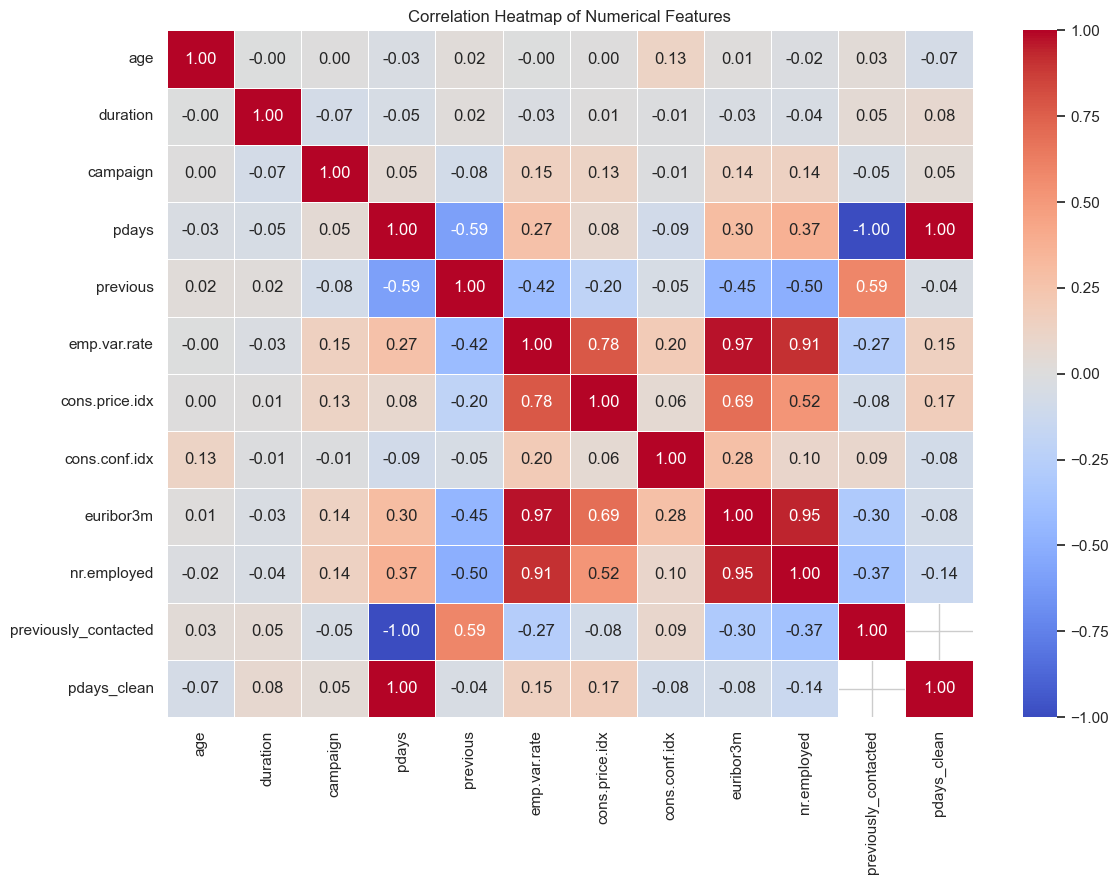 Correlation Heatmap of Numerical Features
age 1.00 -0.00 0.00 -0.03 0.02 -0.00 0.00 0.13 0.01 -0.02 0.03 -0.07
duration -0.00 1.00 -0.07 -0.05 0.02 -0.03 0.01 -0.01 -0.03 -0.04 0.05 0.08
campaign 0.00 -0.07 1.00 0.05 -0.08 0.15 0.13 -0.01 0.14 0.14 -0.05 0.05
pdays -0.03 -0.05 0.05 1.00 -0.59 0.27 0.08 -0.09 0.30 0.37 -1.00 1.00
previous 0.02 0.02 -0.08 -0.59 1.00 -0.42 -0.20 -0.05 -0.45 -0.50 0.59 -0.04
emp.var.rate -0.00 -0.03 0.15 0.27 -0.42 1.00 0.78 0.20 0.97 0.91 -0.27 0.15
cons.price.idx 0.00 0.01 0.13 0.08 -0.20 0.78 1.00 0.06 0.69 0.52 -0.08 0.17
cons.conf.idx 0.13 -0.01 -0.01 -0.09 -0.05 0.20 0.06 1.00 0.28 0.10 0.09 -0.08
euribor3m 0.01 -0.03 0.14 0.30 -0.45 0.97 0.69 0.28 1.00 0.95 -0.30 -0.08
nr.employed -0.02 -0.04 0.14 0.37 -0.50 0.91 0.52 0.10 0.95 1.00 -0.37 -0.14
previously_contacted 0.03 0.05 -0.05 -1.00 0.59 -0.27 -0.08 0.09 -0.30 -0.37 1.00
pdays_clean -0.07 0.08 0.05 1.00 -0.04 0.15 0.17 -0.08 -0.08 -0.14 1.00
age
duration
campaign
pdays
previous
emp.var.rate
cons.price.idx
cons.conf.idx
euribor3m
nr.employed
previously_contacted
pdays_clean
1.00
0.75
0.50
0.25
0.00
−0.25
−0.50
−0.75
−1.00